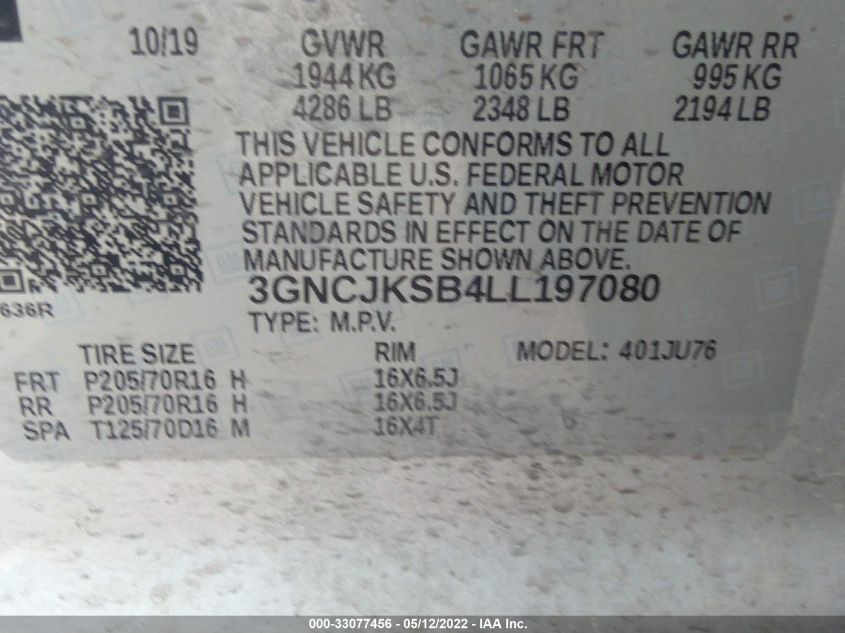 10/19 GVWR GAWR FRT GAWR RR
1944 KG 1065 KG 995 KG
4286 LB 2348 LB 2194 LB
THIS VEHICLE CONFORMS TO ALL
APPLICABLE U.S. FEDERAL MOTOR
VEHICLE SAFETY AND THEFT PREVENTION
STANDARDS IN EFFECT ON THE DATE OF
MANUFACTURE SHOWN ABOVE.
3GNCJKSB4LL197080
636R
TYPE: M.P.V.
TIRE SIZE RIM MODEL: 401JU76
FRT P205/70R16 H 16X6.5J
RR P205/70R16 H 16X6.5J
SPA T125/70D16 M 16X4T
000-33077456 - 05/12/2022 - IAA Inc.